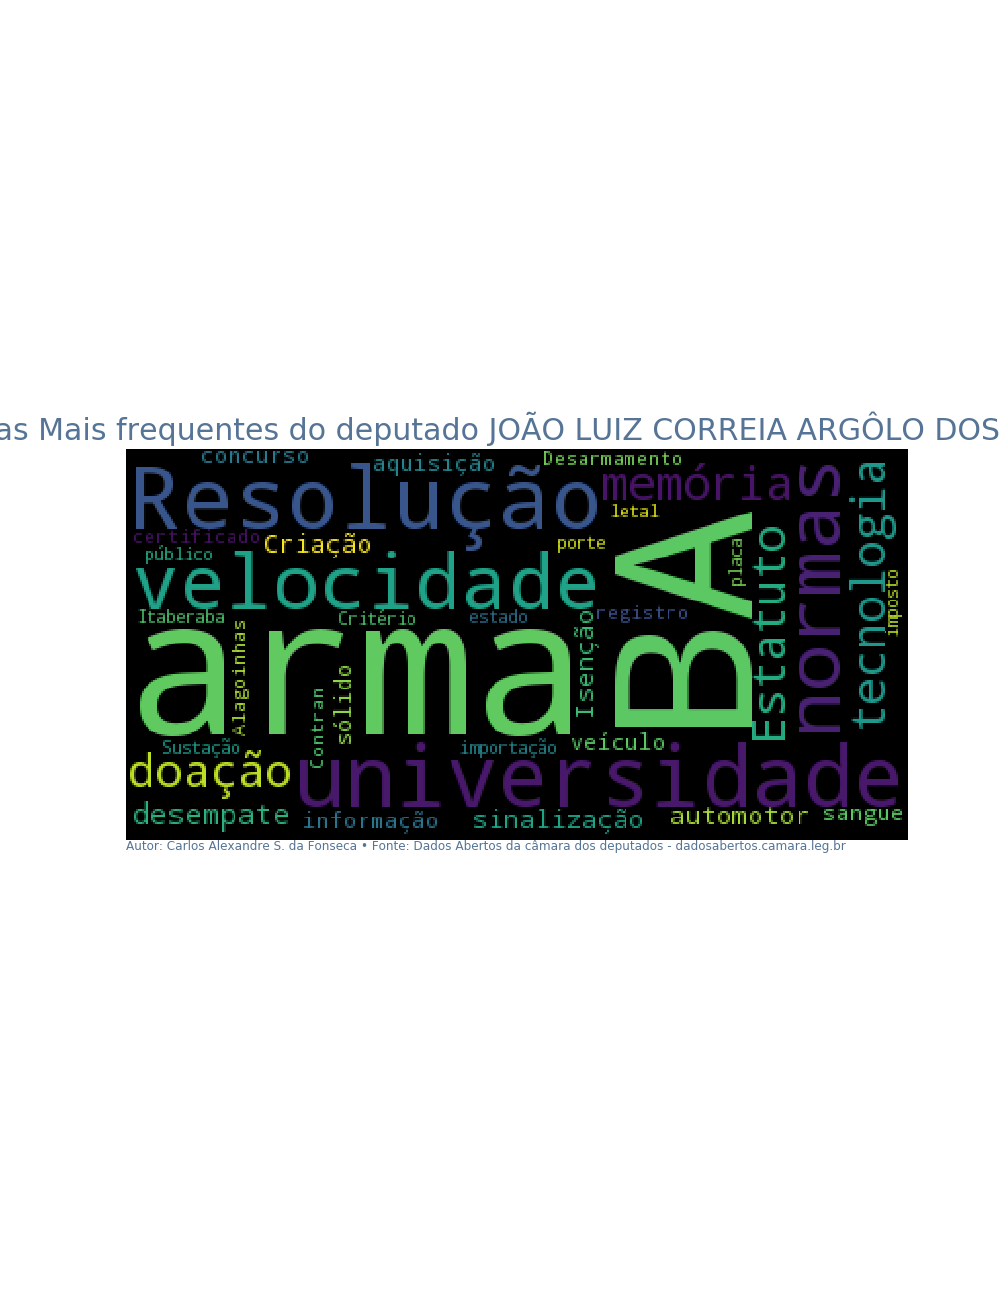 as Mais frequentes do deputado JOÃO LUIZ CORREIA ARGÔLO DOS
concurso
aquisição
Desarmamento
Resolução
memórias
normas
tecnologia
letal
certificado
Criação
porte
público
velocidade
BA
placa
Estatuto
imposto
Itaberaba
Critério
estado
registro
arma
Alagoinhas
Isenção
sólido
Contran
Sustação
importação
veículo
doação
universidade
desempate
informação
sinalização
automotor
sangue
Autor: Carlos Alexandre S. da Fonseca • Fonte: Dados Abertos da câmara dos deputados - dadosabertos.camara.leg.br